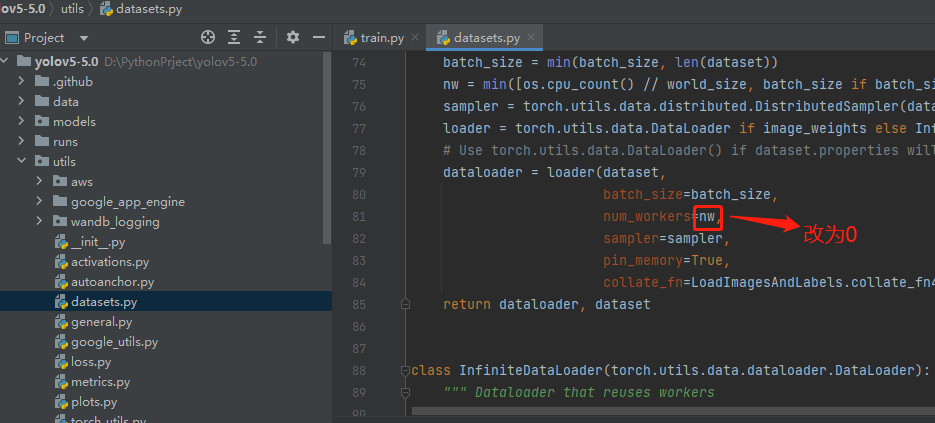 ov5-5.0 › utils › datasets.py
Project
train.py
datasets.py
yolov5-5.0 D:\PythonPrject\yolov5-5.0
.github
data
models
runs
utils
aws
google_app_engine
wandb_logging
__init__.py
activations.py
autoanchor.py
datasets.py
general.py
google_utils.py
loss.py
metrics.py
plots.py
torch_utils.py
74 batch_size = min(batch_size, len(dataset))
75 nw = min([os.cpu_count() // world_size, batch_size if batch_si
76 sampler = torch.utils.data.distributed.DistributedSampler(data
77 loader = torch.utils.data.DataLoader if image_weights else Inf
78 # Use torch.utils.data.DataLoader() if dataset.properties will
79 dataloader = loader(dataset,
80 batch_size=batch_size,
81 num_workers=nw,
改为0
82 sampler=sampler,
83 pin_memory=True,
84 collate_fn=LoadImagesAndLabels.collate_fn4
85 return dataloader, dataset
86
87
88 class InfiniteDataLoader(torch.utils.data.dataloader.DataLoader):
89 """ Dataloader that reuses workers
90